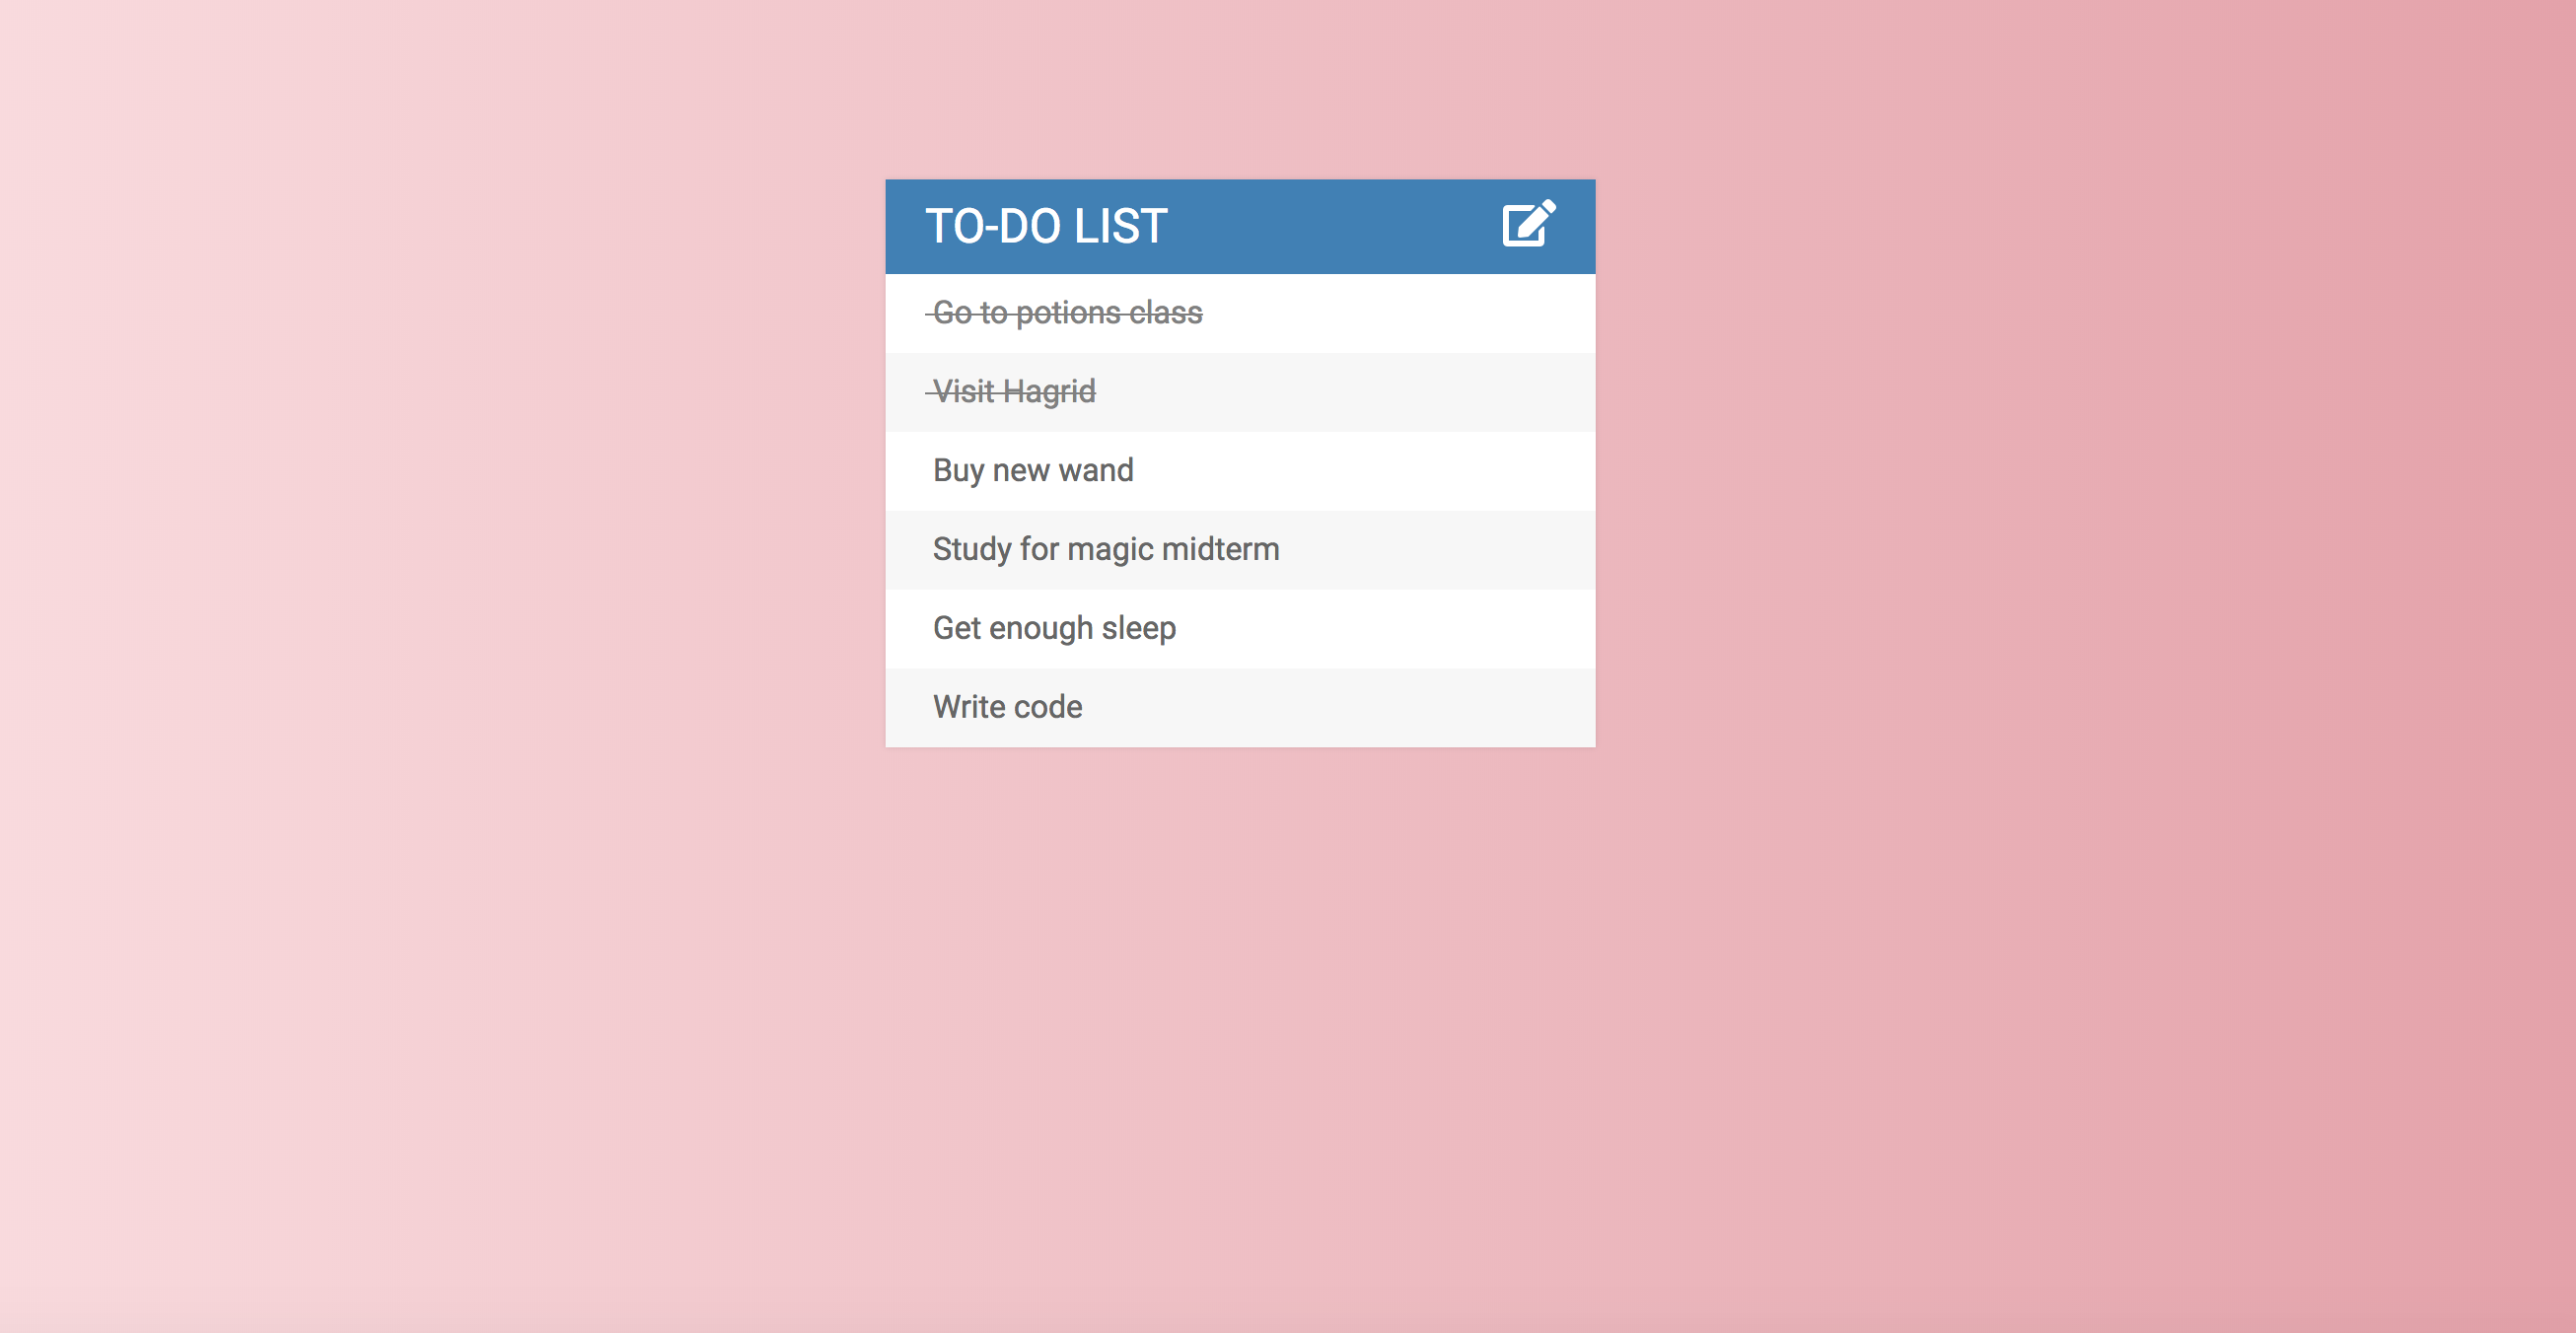 TO-DO LIST
Go to potions class
Visit Hagrid
Buy new wand
Study for magic midterm
Get enough sleep
Write code